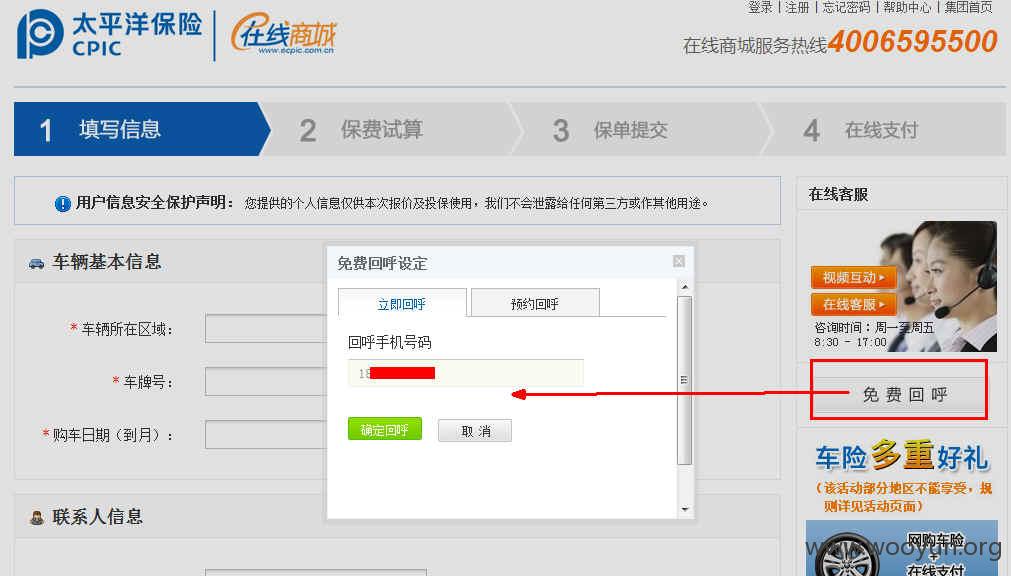 登录 | 注册 | 忘记密码 | 帮助中心 | 集团首页
太平洋保险
CPIC
在线商城
www.ecpic.com.cn
在线商城服务热线4006595500
1 填写信息 2 保费试算 3 保单提交 4 在线支付
用户信息安全保护声明: 您提供的个人信息仅供本次报价及投保使用,我们不会泄露给任何第三方或作其他用途。
车辆基本信息
* 车辆所在区域:
* 车牌号:
* 购车日期(到月):
联系人信息
免费回呼设定
立即回呼 预约回呼
回呼手机号码
18
确定回呼 取 消
在线客服
视频互动
在线客服
咨询时间:周一至周五
8:30 - 17:00
免 费 回 呼
车险多重好礼
(该活动部分地区不能享受,规
则详见活动页面)
网购车险
+
在线支付
www.wooyun.org